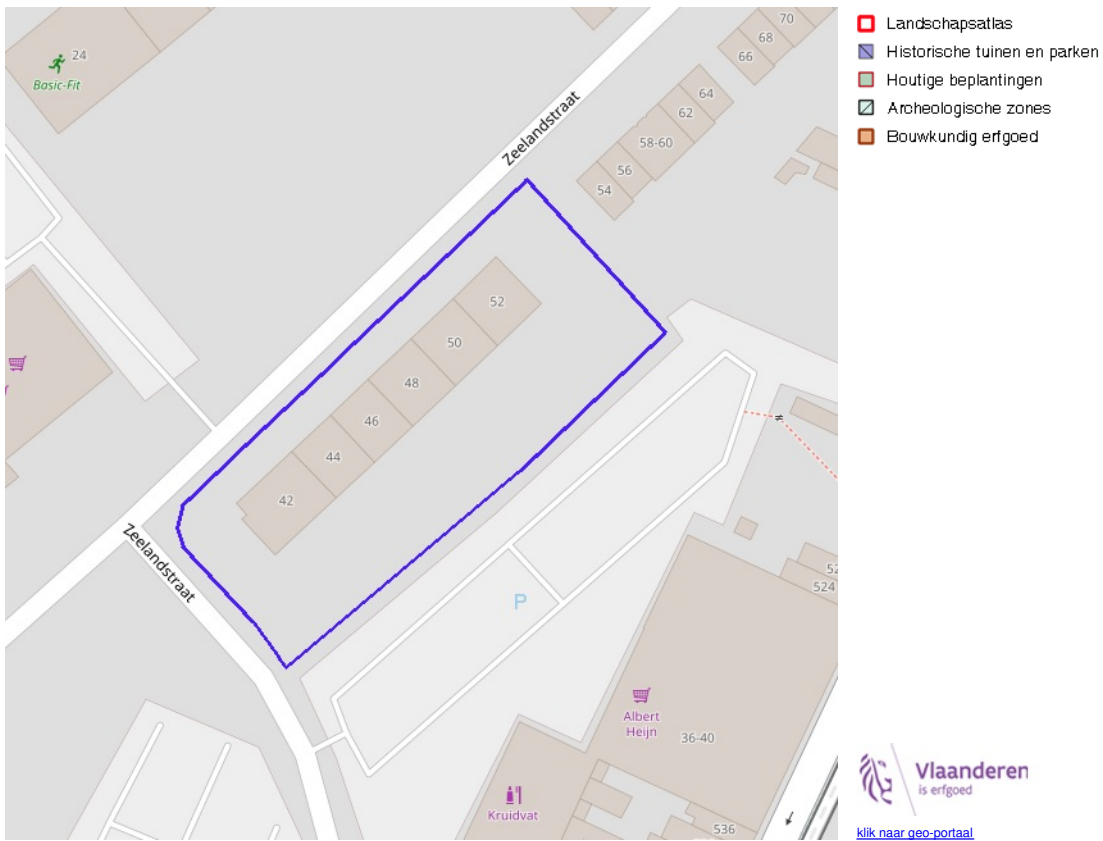 24
Basic-Fit
70
68
66
64
62
58-60
56
54
Zeelandstraat
52
50
48
46
44
42
Zeelandstraat
P
524
Albert
Heijn
36-40
Kruidvat
536
Landschapsatlas
Historische tuinen en parken
Houtige beplantingen
Archeologische zones
Bouwkundig erfgoed
Vlaanderen
is erfgoed
klik naar geo-portaal